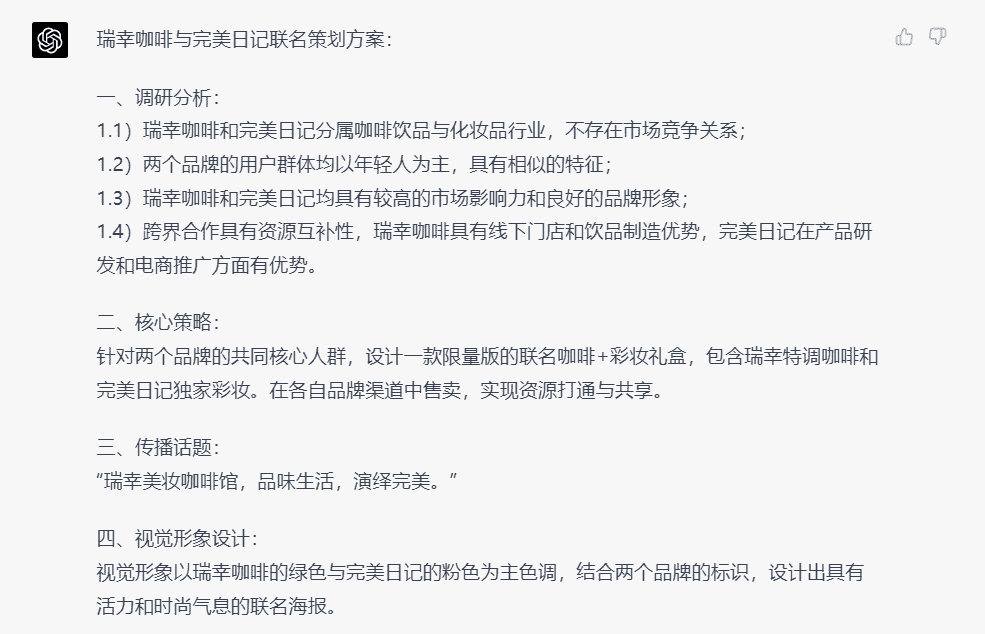 瑞幸咖啡与完美日记联名策划方案：
一、调研分析：
1.1）瑞幸咖啡和完美日记分属咖啡饮品与化妆品行业，不存在市场竞争关系；
1.2）两个品牌的用户群体均以年轻人为主，具有相似的特征；
1.3）瑞幸咖啡和完美日记均具有较高的市场影响力和良好的品牌形象；
1.4）跨界合作具有资源互补性，瑞幸咖啡具有线下门店和饮品制造优势，完美日记在产品研
发和电商推广方面有优势。
二、核心策略：
针对两个品牌的共同核心人群，设计一款限量版的联名咖啡+彩妆礼盒，包含瑞幸特调咖啡和
完美日记独家彩妆。在各自品牌渠道中售卖，实现资源打通与共享。
三、传播话题：
“瑞幸美妆咖啡馆，品味生活，演绎完美。”
四、视觉形象设计：
视觉形象以瑞幸咖啡的绿色与完美日记的粉色为主色调，结合两个品牌的标识，设计出具有
活力和时尚气息的联名海报。